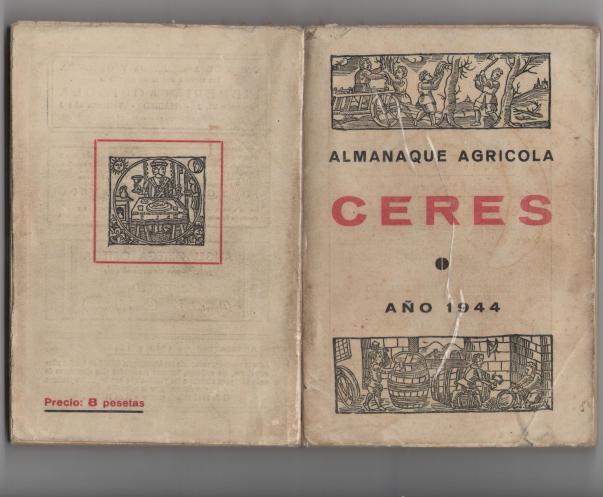 ALMANAQUE AGRICOLA
CERES
AÑO 1944
Precio: 8 pesetas